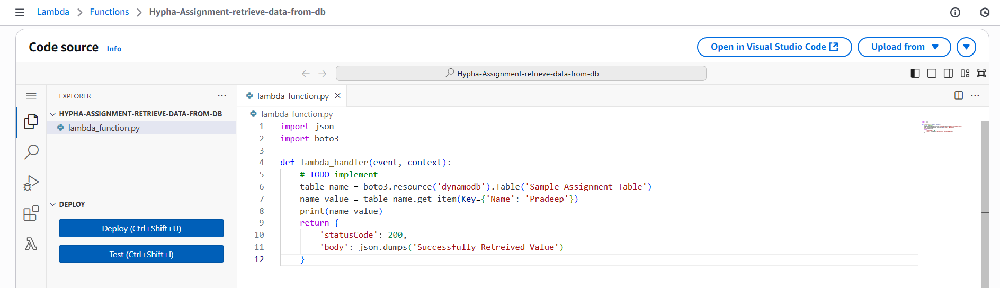 Lambda > Functions > Hypha-Assignment-retrieve-data-from-db
Code source Info
Open in Visual Studio Code
Upload from
Hypha-Assignment-retrieve-data-from-db
EXPLORER ...
HYPHA-ASSIGNMENT-RETRIEVE-DATA-FROM-DB
lambda_function.py
DEPLOY
Deploy (Ctrl+Shift+U)
Test (Ctrl+Shift+I)
lambda_function.py ×
lambda_function.py
1 import json
2 import boto3
3
4 def lambda_handler(event, context):
5     # TODO implement
6     table_name = boto3.resource('dynamodb').Table('Sample-Assignment-Table')
7     name_value = table_name.get_item(Key={'Name': 'Pradeep'})
8     print(name_value)
9     return {
10         'statusCode': 200,
11         'body': json.dumps('Successfully Retreived Value')
12     }